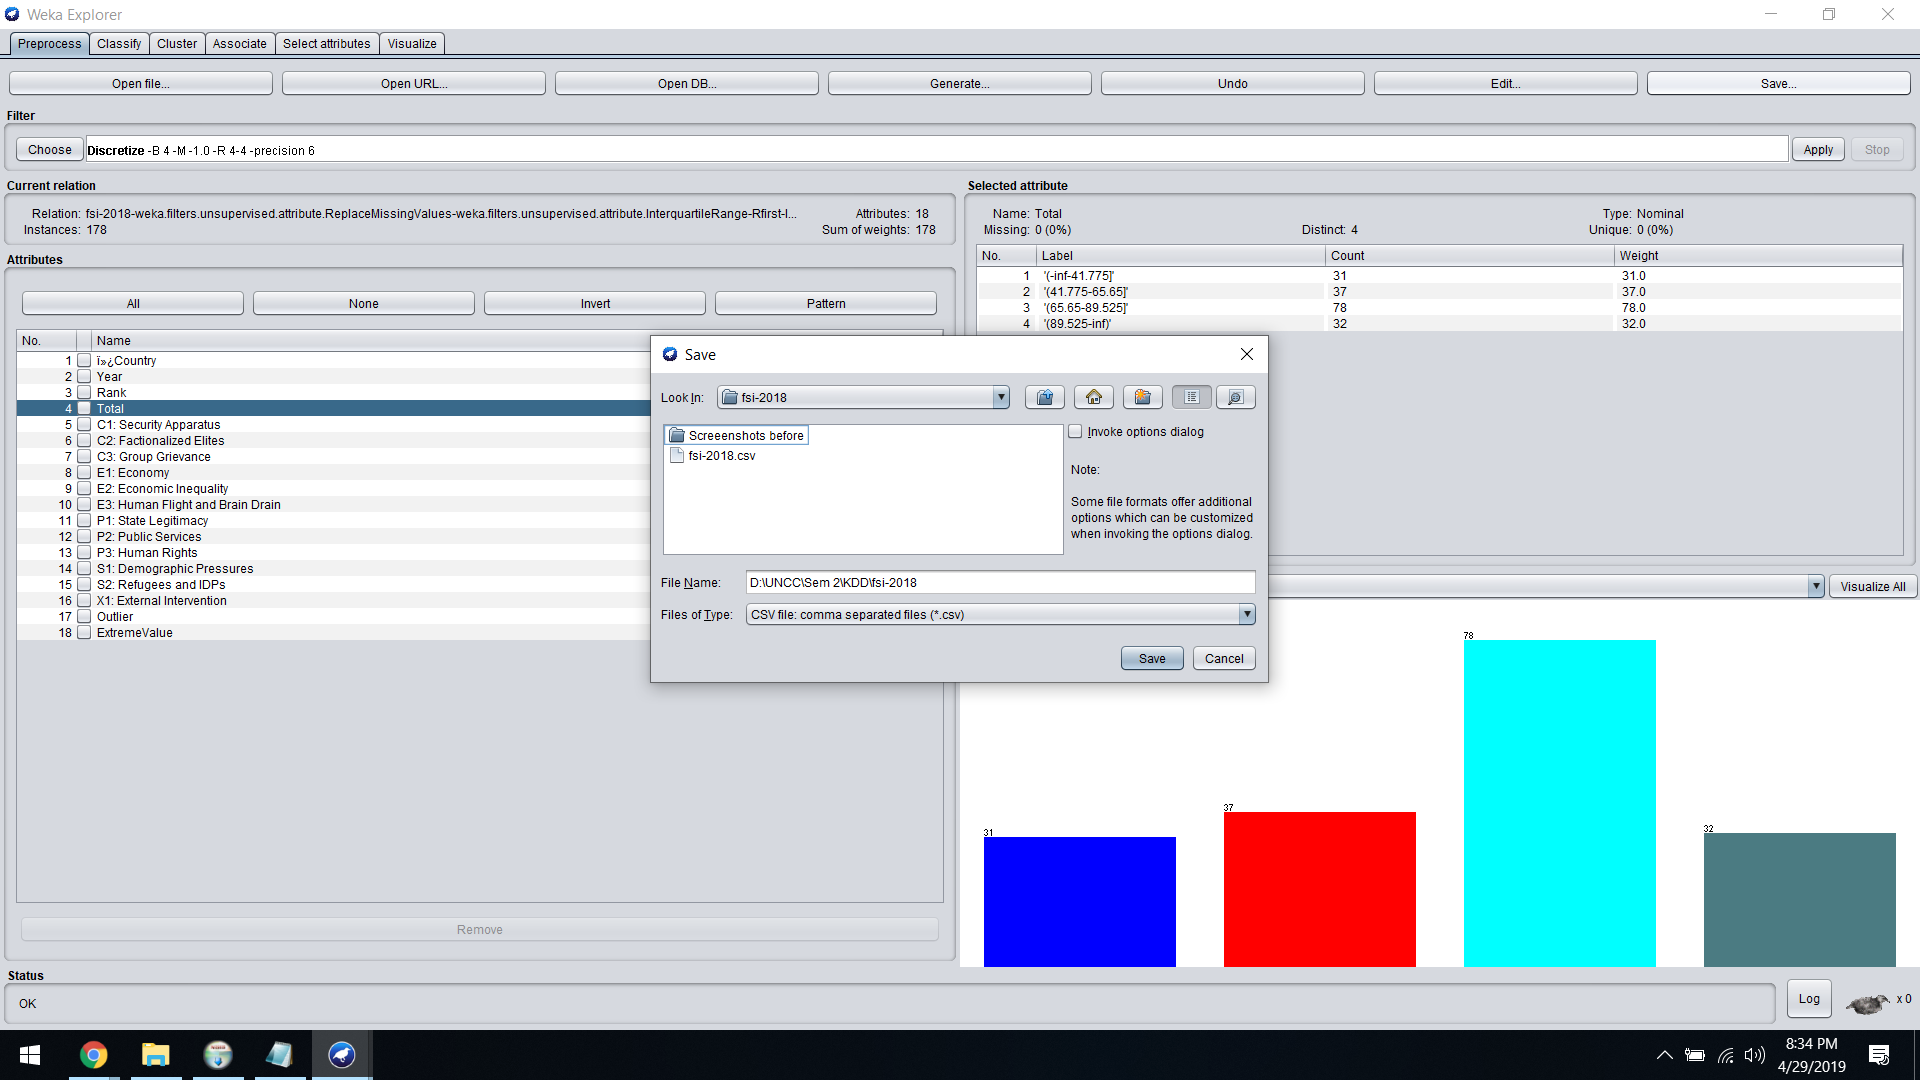 Weka Explorer
Preprocess Classify Cluster Associate Select attributes Visualize
Open file... Open URL... Open DB... Generate... Undo Edit... Save...
Filter
Choose Discretize -B 4 -M -1.0 -R 4-4 -precision 6 Apply Stop
Current relation
Relation: fsi-2018-weka.filters.unsupervised.attribute.ReplaceMissingValues-weka.filters.unsupervised.attribute.InterquartileRange-Rfirst-l... Attributes: 18
Instances: 178 Sum of weights: 178
Attributes
All None Invert Pattern
No. Name
1 ï»¿Country
2 Year
3 Rank
4 Total
5 C1: Security Apparatus
6 C2: Factionalized Elites
7 C3: Group Grievance
8 E1: Economy
9 E2: Economic Inequality
10 E3: Human Flight and Brain Drain
11 P1: State Legitimacy
12 P2: Public Services
13 P3: Human Rights
14 S1: Demographic Pressures
15 S2: Refugees and IDPs
16 X1: External Intervention
17 Outlier
18 ExtremeValue
Remove
Selected attribute
Name: Total Type: Nominal
Missing: 0 (0%) Distinct: 4 Unique: 0 (0%)
No. Label Count Weight
1 '(-inf-41.775]' 31 31.0
2 '(41.775-65.65]' 37 37.0
3 '(65.65-89.525]' 78 78.0
4 '(89.525-inf)' 32 32.0
Save
Look In: fsi-2018
Screeenshots before
fsi-2018.csv
Invoke options dialog
Note:
Some file formats offer additional
options which can be customized
when invoking the options dialog.
File Name: D:\UNCC\Sem 2\KDD\fsi-2018
Files of Type: CSV file: comma separated files (*.csv)
Save Cancel
Visualize All
31
37
78
32
Status
OK
Log x 0
8:34 PM
4/29/2019